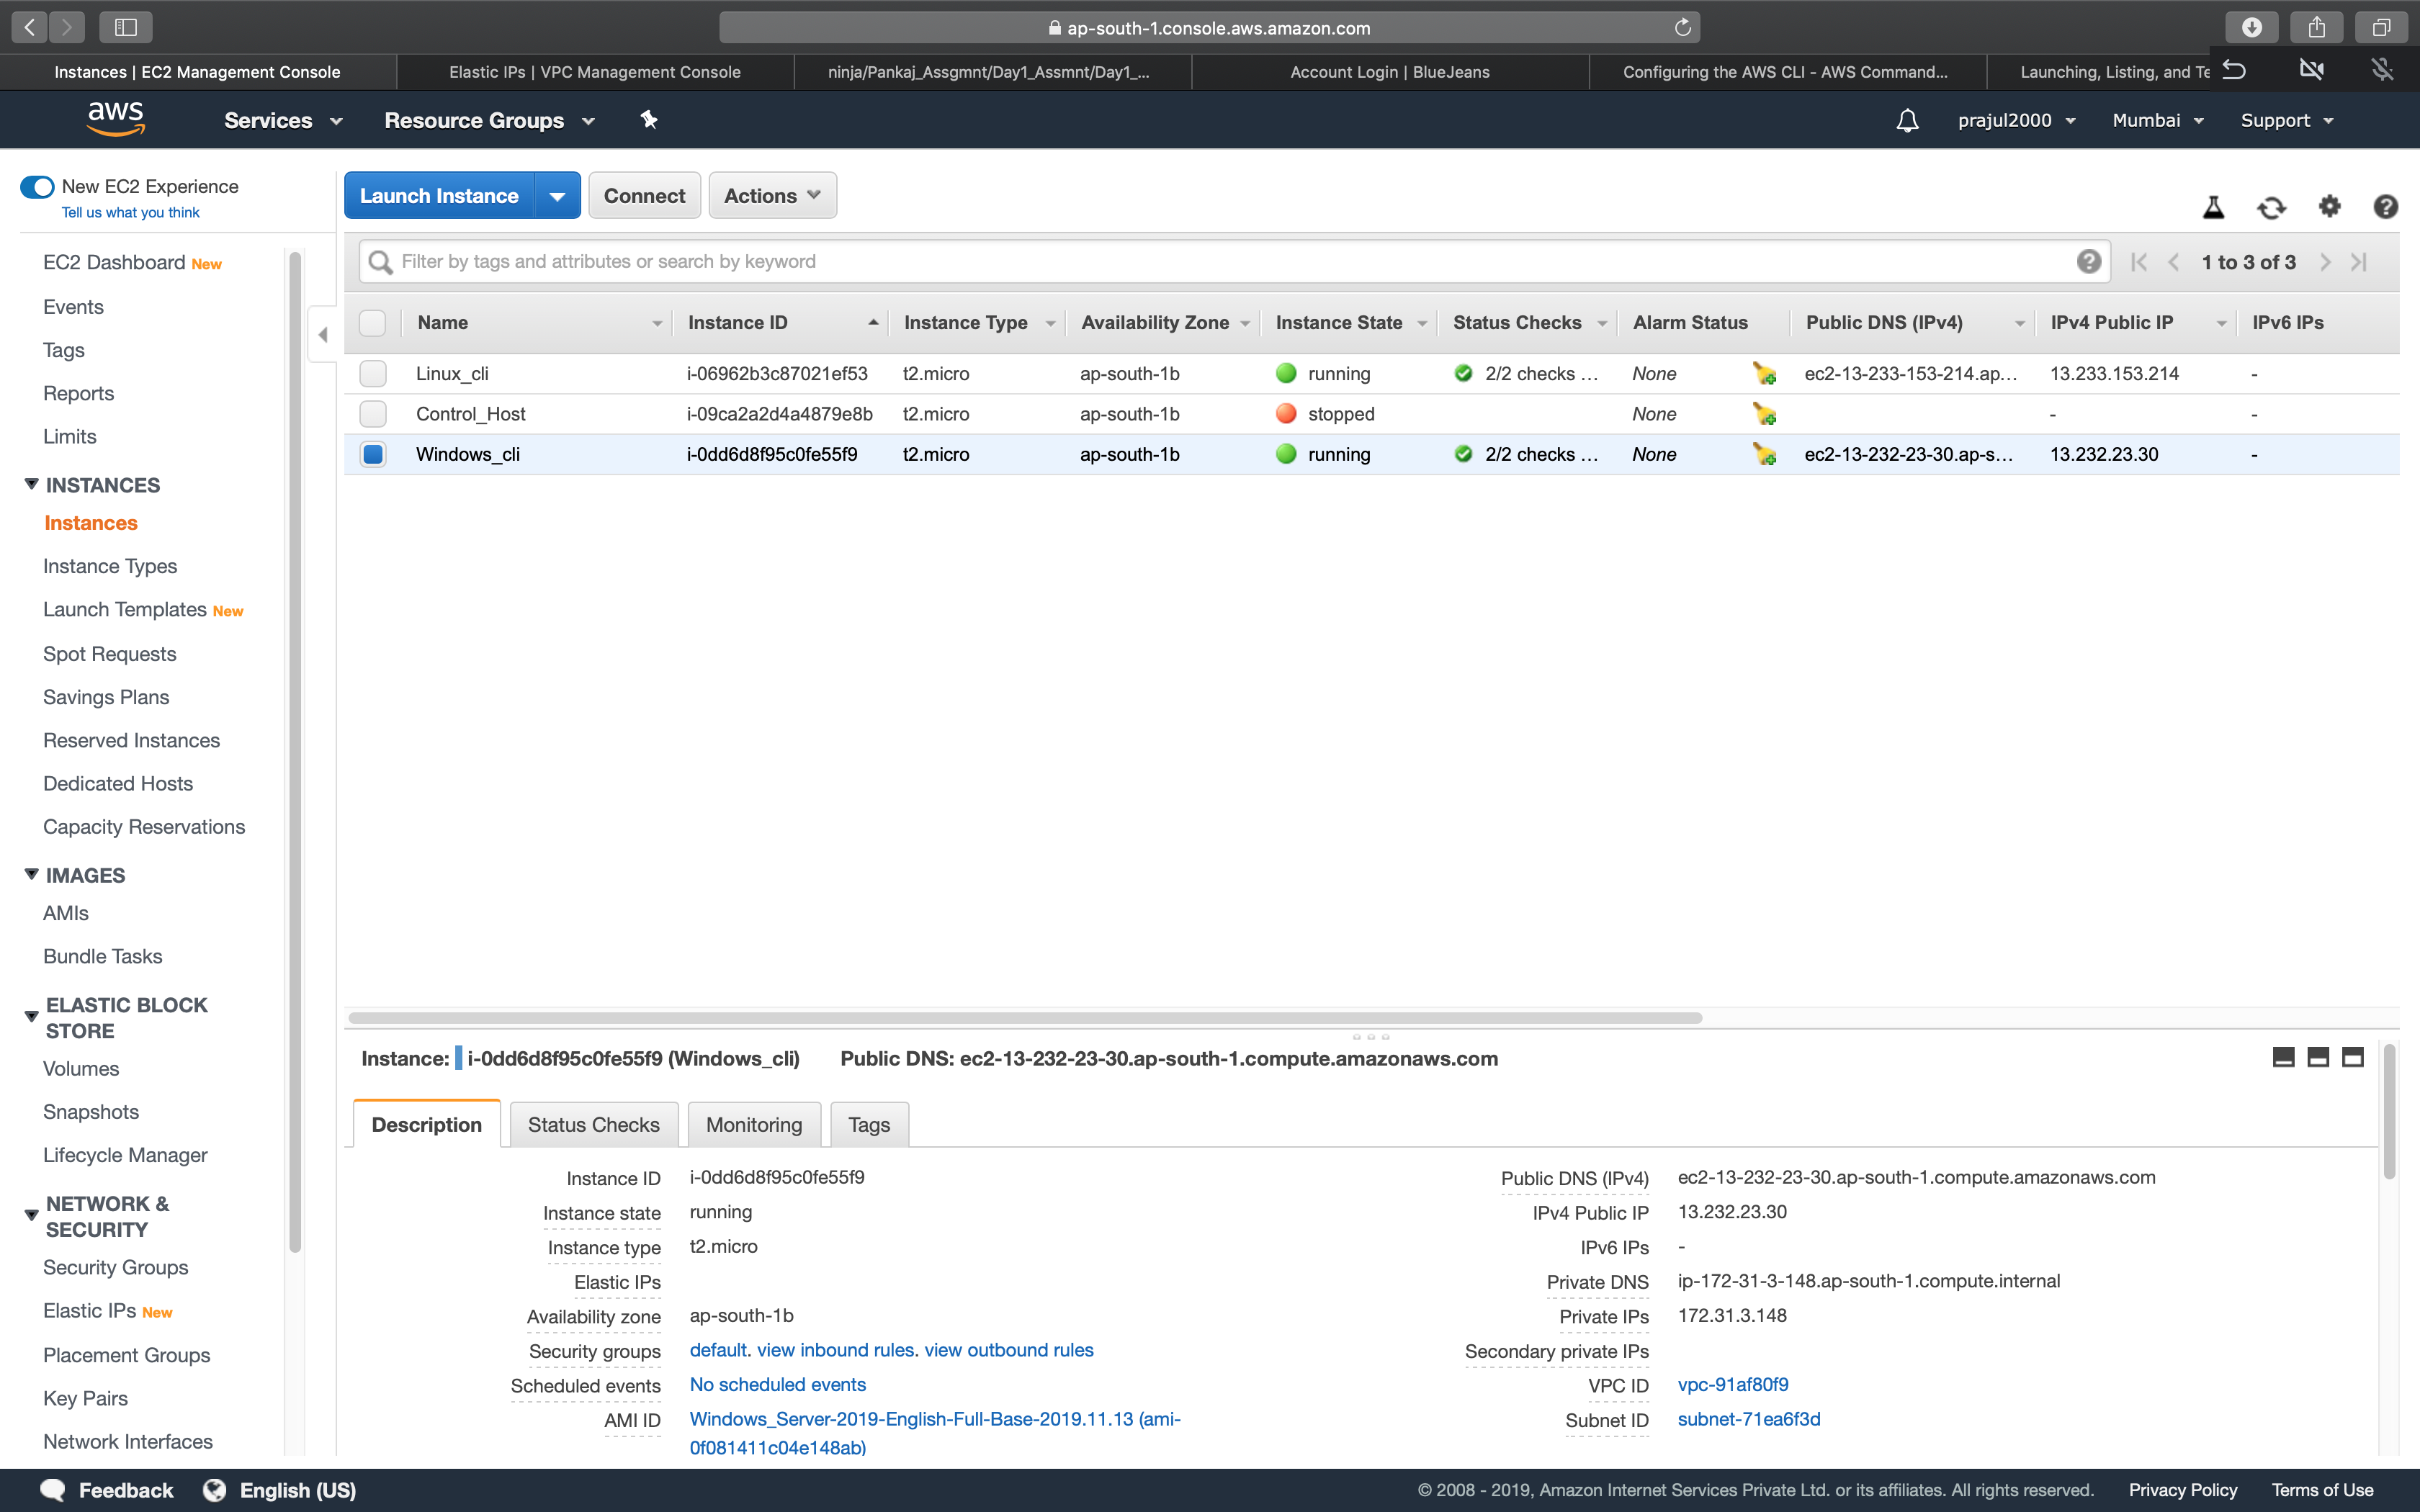 ap-south-1.console.aws.amazon.com
Instances | EC2 Management Console
Elastic IPs | VPC Management Console
ninja/Pankaj_Assgmnt/Day1_Assmnt/Day1_...
Account Login | BlueJeans
Configuring the AWS CLI - AWS Command...
Launching, Listing, and Te
aws
Services
Resource Groups
prajul2000
Mumbai
Support
New EC2 Experience
Tell us what you think
EC2 Dashboard New
Events
Tags
Reports
Limits
INSTANCES
Instances
Instance Types
Launch Templates New
Spot Requests
Savings Plans
Reserved Instances
Dedicated Hosts
Capacity Reservations
IMAGES
AMIs
Bundle Tasks
ELASTIC BLOCK
STORE
Volumes
Snapshots
Lifecycle Manager
NETWORK &
SECURITY
Security Groups
Elastic IPs New
Placement Groups
Key Pairs
Network Interfaces
Launch Instance
Connect
Actions
Filter by tags and attributes or search by keyword
1 to 3 of 3
Name Instance ID Instance Type Availability Zone Instance State Status Checks Alarm Status Public DNS (IPv4) IPv4 Public IP IPv6 IPs
Linux_cli i-06962b3c87021ef53 t2.micro ap-south-1b running 2/2 checks ... None ec2-13-233-153-214.ap... 13.233.153.214 -
Control_Host i-09ca2a2d4a4879e8b t2.micro ap-south-1b stopped None - -
Windows_cli i-0dd6d8f95c0fe55f9 t2.micro ap-south-1b running 2/2 checks ... None ec2-13-232-23-30.ap-s... 13.232.23.30 -
Instance: i-0dd6d8f95c0fe55f9 (Windows_cli) Public DNS: ec2-13-232-23-30.ap-south-1.compute.amazonaws.com
Description
Status Checks
Monitoring
Tags
Instance ID i-0dd6d8f95c0fe55f9
Instance state running
Instance type t2.micro
Elastic IPs
Availability zone ap-south-1b
Security groups default. view inbound rules. view outbound rules
Scheduled events No scheduled events
AMI ID Windows_Server-2019-English-Full-Base-2019.11.13 (ami-
0f081411c04e148ab)
Public DNS (IPv4) ec2-13-232-23-30.ap-south-1.compute.amazonaws.com
IPv4 Public IP 13.232.23.30
IPv6 IPs -
Private DNS ip-172-31-3-148.ap-south-1.compute.internal
Private IPs 172.31.3.148
Secondary private IPs
VPC ID vpc-91af80f9
Subnet ID subnet-71ea6f3d
Feedback
English (US)
© 2008 - 2019, Amazon Internet Services Private Ltd. or its affiliates. All rights reserved.
Privacy Policy
Terms of Use